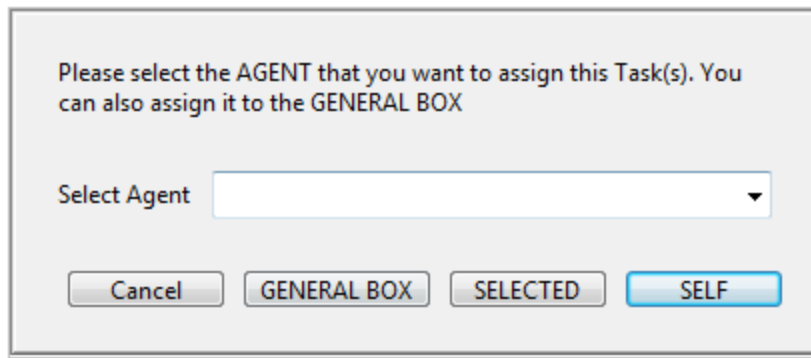 Please select the AGENT that you want to assign this Task(s). You
can also assign it to the GENERAL BOX
Select Agent
Cancel GENERAL BOX SELECTED SELF